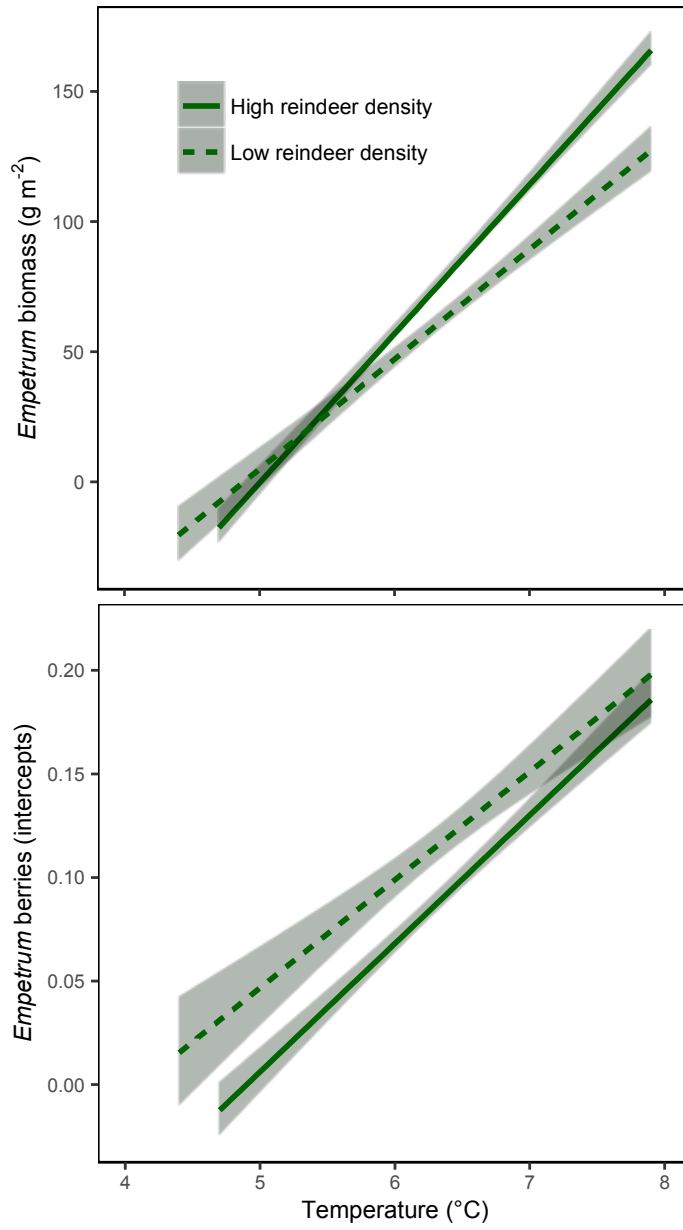 Empetrum biomass (g m⁻²)
150
100
50
0
High reindeer density
Low reindeer density
Empetrum berries (intercepts)
0.20
0.15
0.10
0.05
0.00
4 5 6 7 8
Temperature (°C)